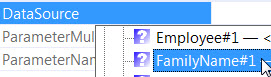 DataSource
ParameterMul
Employee#1 — <
ParameterNan
FamilyName#1